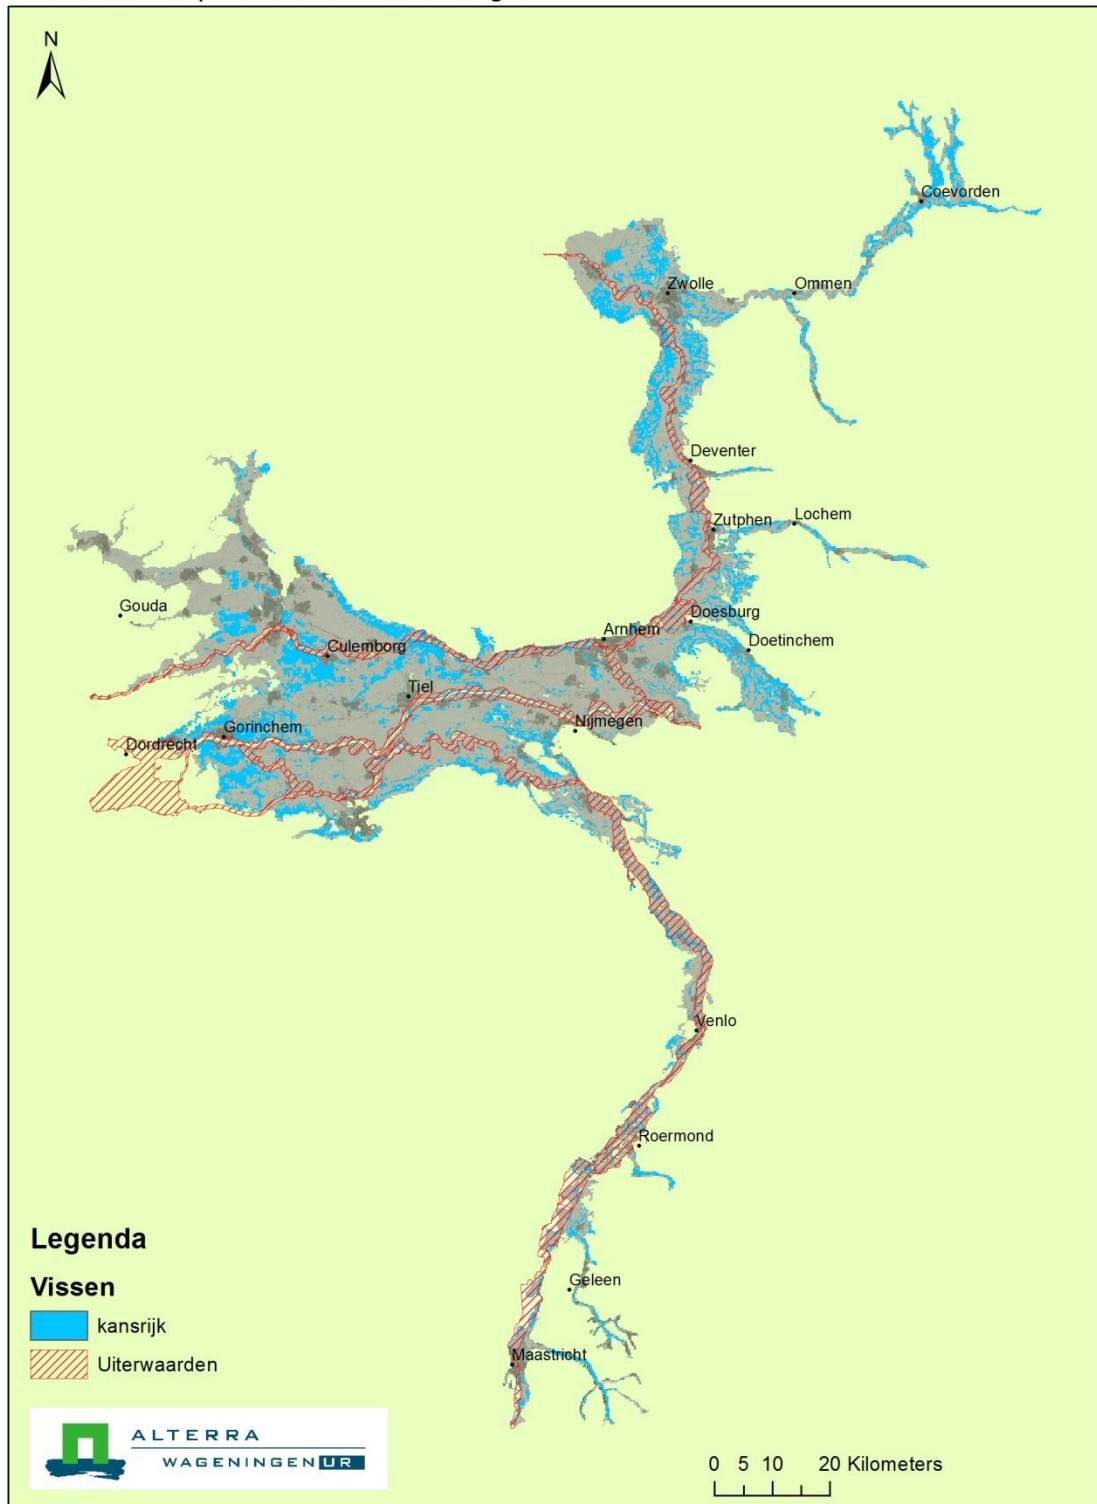 N
Coevorden
Zwolle
Ommen
Deventer
Zutphen
Lochem
Gouda
Arnhem
Doesburg
Doetinchem
Culemborg
Tiel
Gorinchem
Nijmegen
Dordrecht
Venlo
Roermond
Geleen
Maastricht
Legenda
Vissen
kansrijk
Uiterwaarden
ALTERRA
WAGENINGEN UR
0 5 10 20 Kilometers